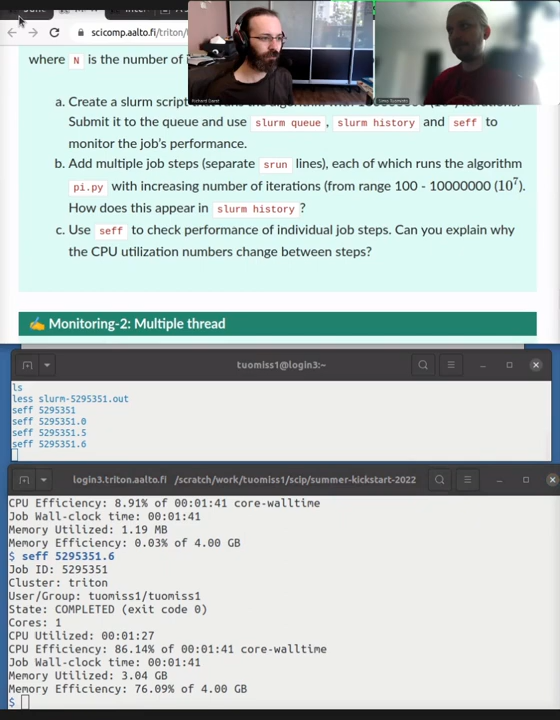 scicomp.aalto.fi/triton/
where N is the number of
a. Create a slurm script
Submit it to the queue and use slurm queue , slurm history and seff to
monitor the job's performance.
b. Add multiple job steps (separate srun lines), each of which runs the algorithm
pi.py with increasing number of iterations (from range 100 - 10000000 (10⁷).
How does this appear in slurm history ?
c. Use seff to check performance of individual job steps. Can you explain why
the CPU utilization numbers change between steps?
✍ Monitoring-2: Multiple thread
tuomiss1@login3:~
ls
less slurm-5295351.out
seff 5295351
seff 5295351.0
seff 5295351.5
seff 5295351.6
login3.triton.aalto.fi /scratch/work/tuomiss1/scip/summer-kickstart-2022
CPU Efficiency: 8.91% of 00:01:41 core-walltime
Job Wall-clock time: 00:01:41
Memory Utilized: 1.19 MB
Memory Efficiency: 0.03% of 4.00 GB
$ seff 5295351.6
Job ID: 5295351
Cluster: triton
User/Group: tuomiss1/tuomiss1
State: COMPLETED (exit code 0)
Cores: 1
CPU Utilized: 00:01:27
CPU Efficiency: 86.14% of 00:01:41 core-walltime
Job Wall-clock time: 00:01:41
Memory Utilized: 3.04 GB
Memory Efficiency: 76.09% of 4.00 GB
$